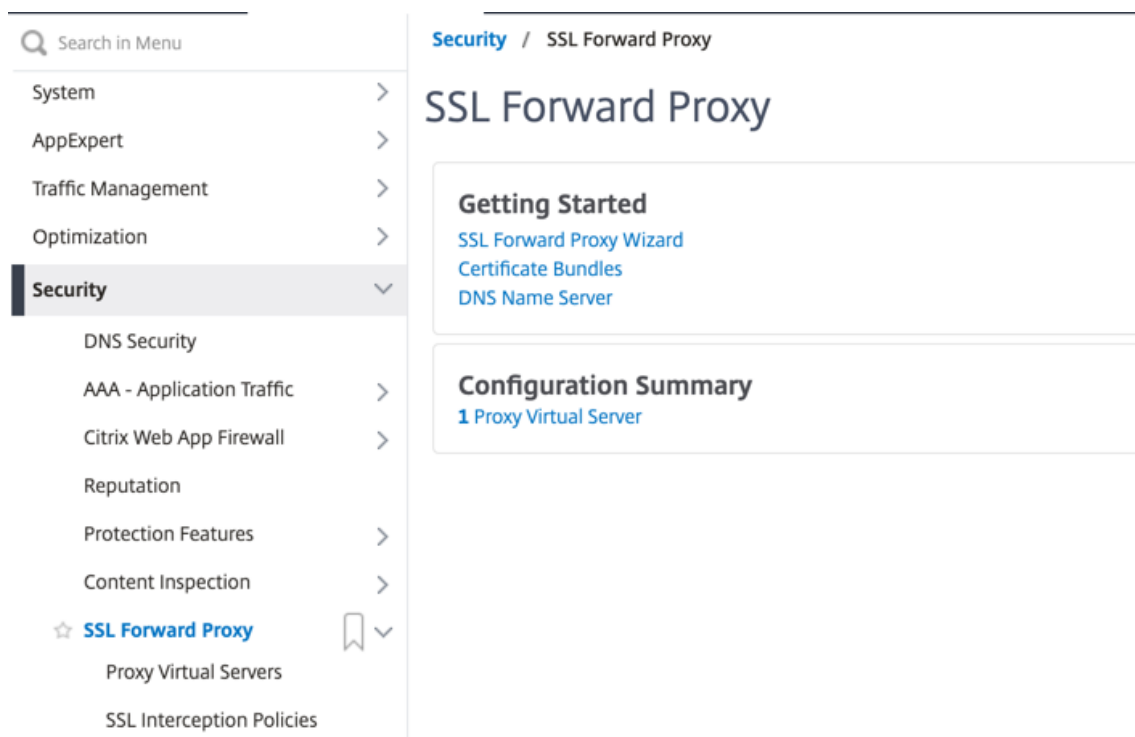 Search in Menu
System
AppExpert
Traffic Management
Optimization
Security
DNS Security
AAA - Application Traffic
Citrix Web App Firewall
Reputation
Protection Features
Content Inspection
SSL Forward Proxy
Proxy Virtual Servers
SSL Interception Policies
Security / SSL Forward Proxy
SSL Forward Proxy
Getting Started
SSL Forward Proxy Wizard
Certificate Bundles
DNS Name Server
Configuration Summary
1 Proxy Virtual Server